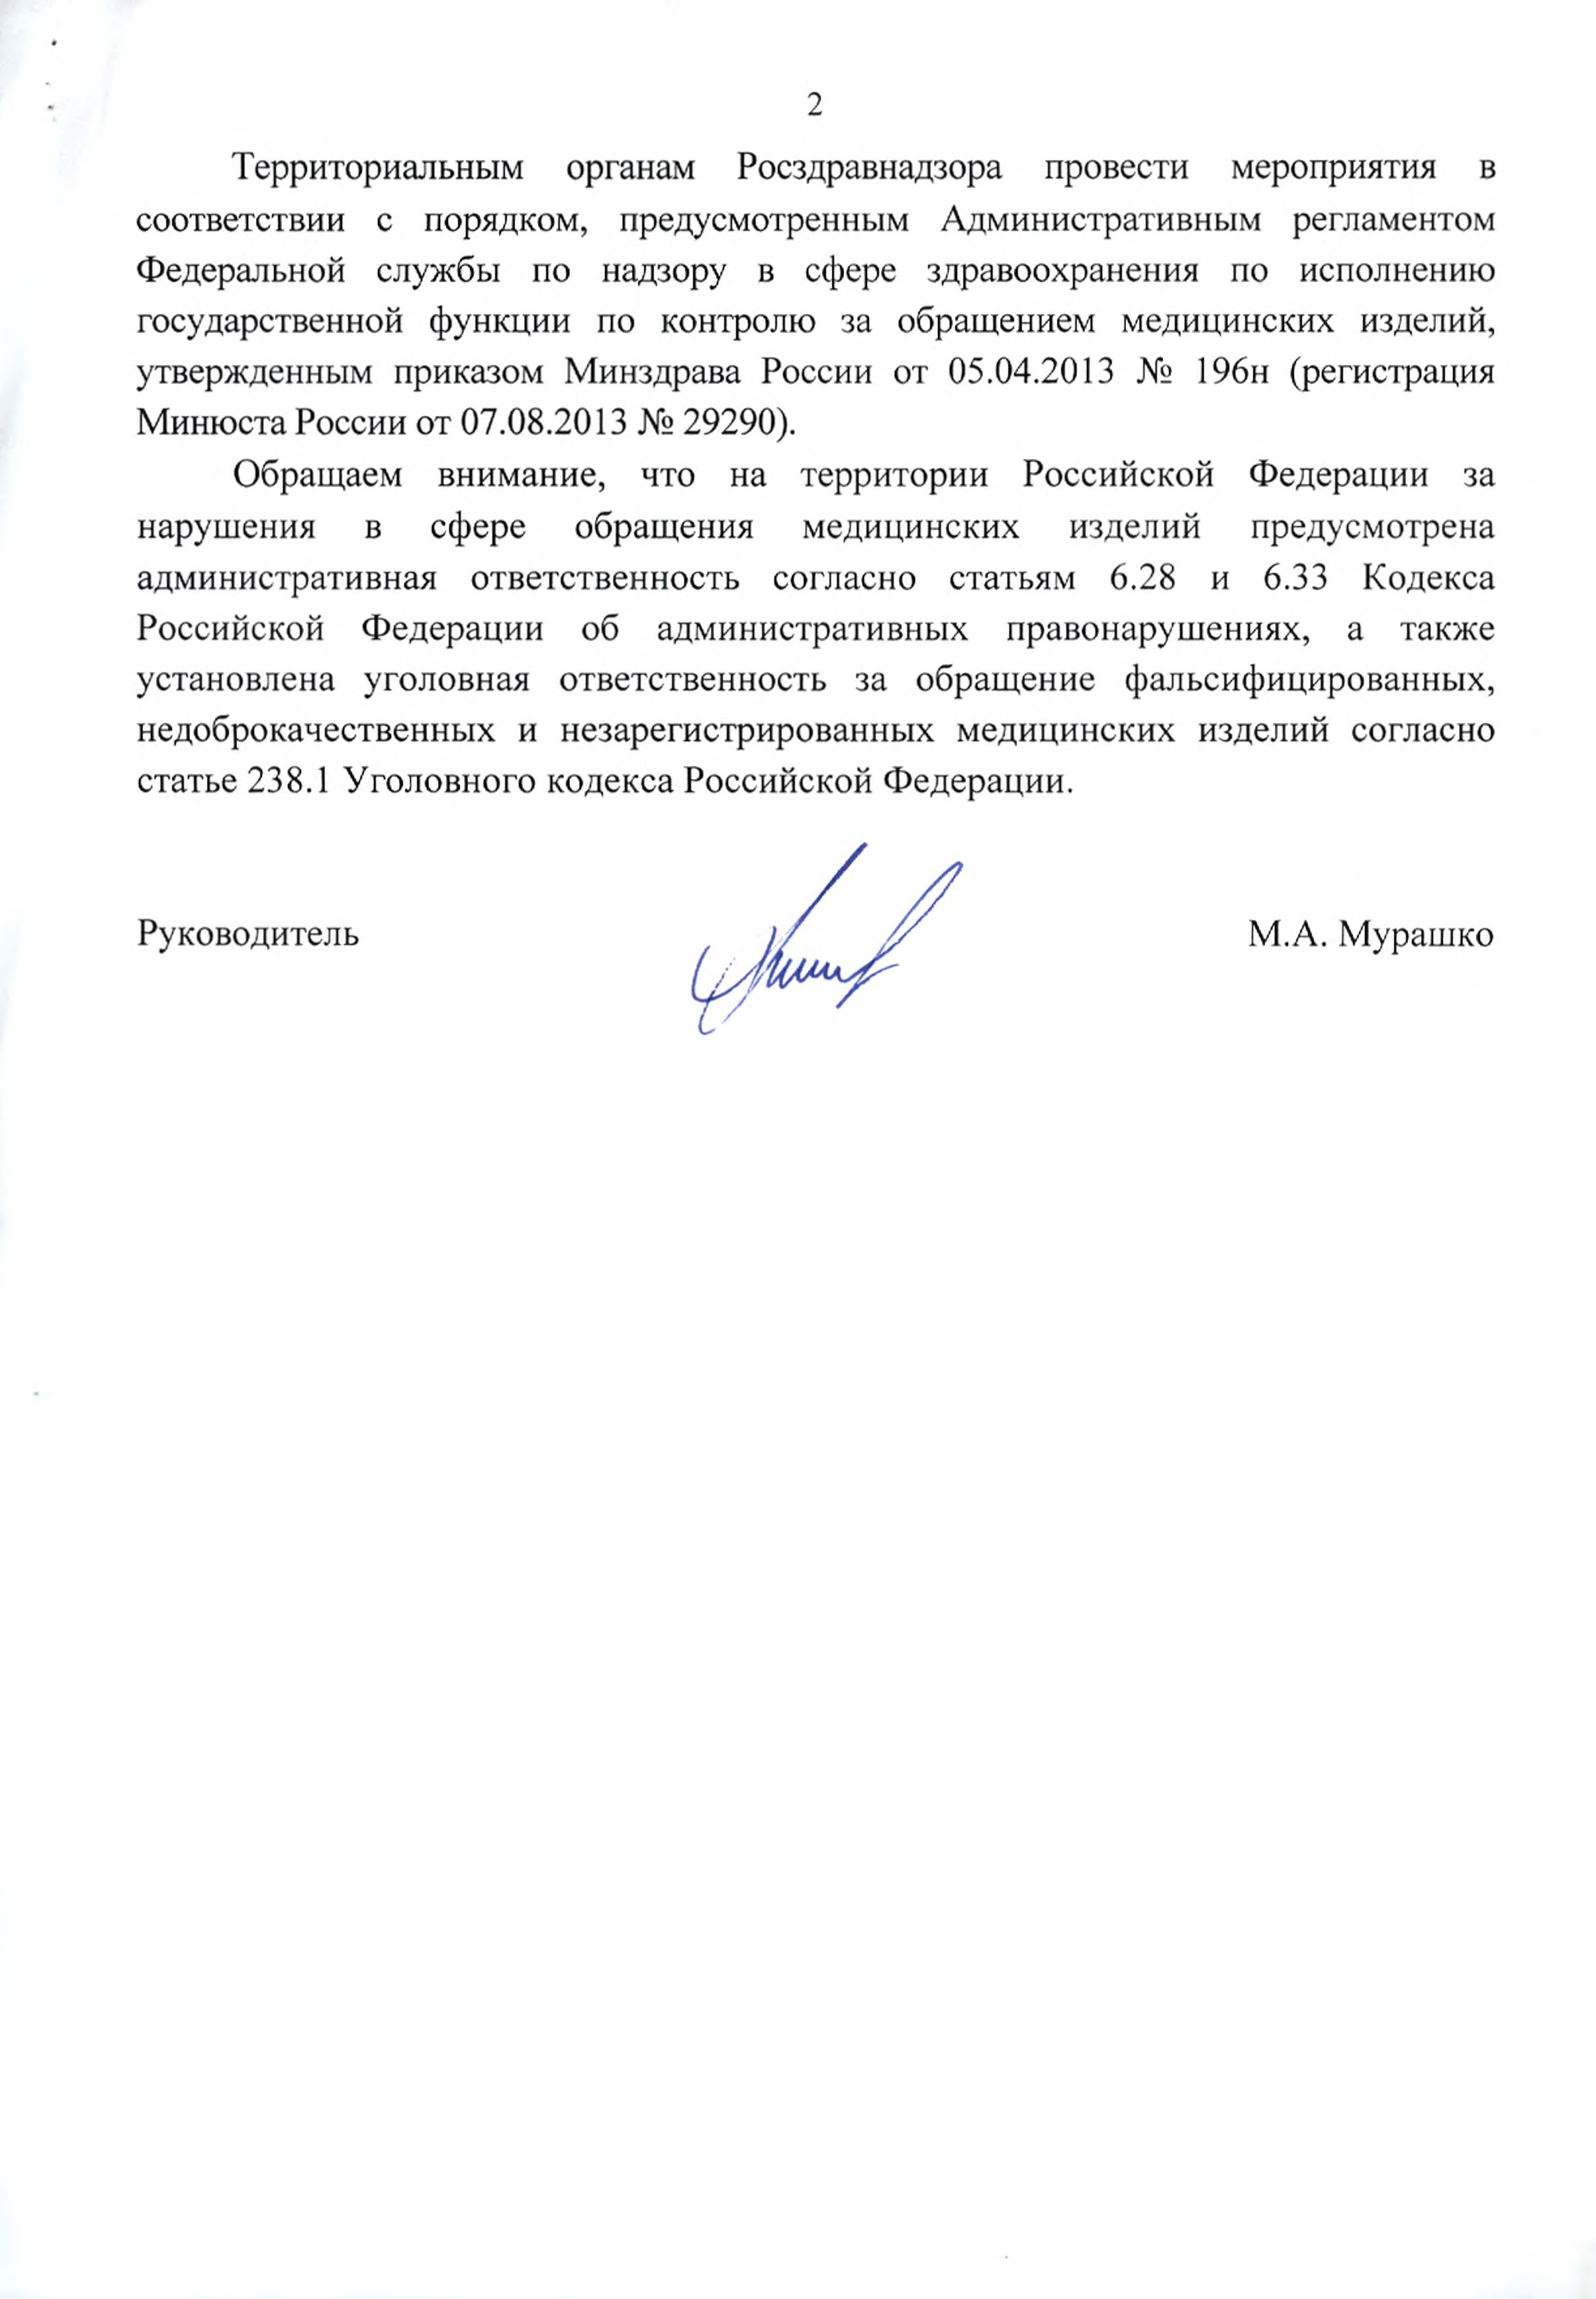 2
Территориальным органам Росздравнадзора провести мероприятия в
соответствии с порядком, предусмотренным Административным регламентом
Федеральной службы по надзору в сфере здравоохранения по исполнению
государственной функции по контролю за обращением медицинских изделий,
утвержденным приказом Минздрава России от 05.04.2013 № 196н (регистрация
Минюста России от 07.08.2013 № 29290).
Обращаем внимание, что на территории Российской Федерации за
нарушения в сфере обращения медицинских изделий предусмотрена
административная ответственность согласно статьям 6.28 и 6.33 Кодекса
Российской Федерации об административных правонарушениях, а также
установлена уголовная ответственность за обращение фальсифицированных,
недоброкачественных и незарегистрированных медицинских изделий согласно
статье 238.1 Уголовного кодекса Российской Федерации.
Руководитель М.А. Мурашко